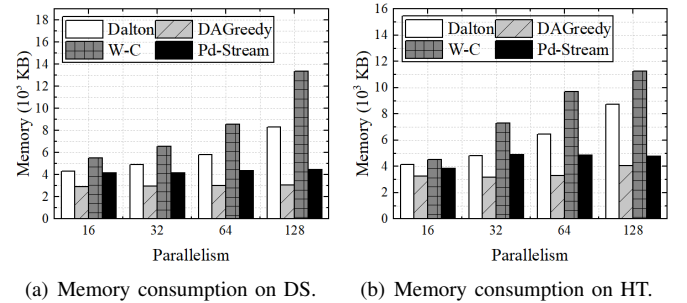 Dalton DAGreedy
W-C Pd-Stream
Memory (10³ KB)
18
16
14
12
10
8
6
4
2
0
16 32 64 128
Parallelism
(a) Memory consumption on DS.
Dalton DAGreedy
W-C Pd-Stream
Memory (10³ KB)
16
14
12
10
8
6
4
2
0
16 32 64 128
Parallelism
(b) Memory consumption on HT.